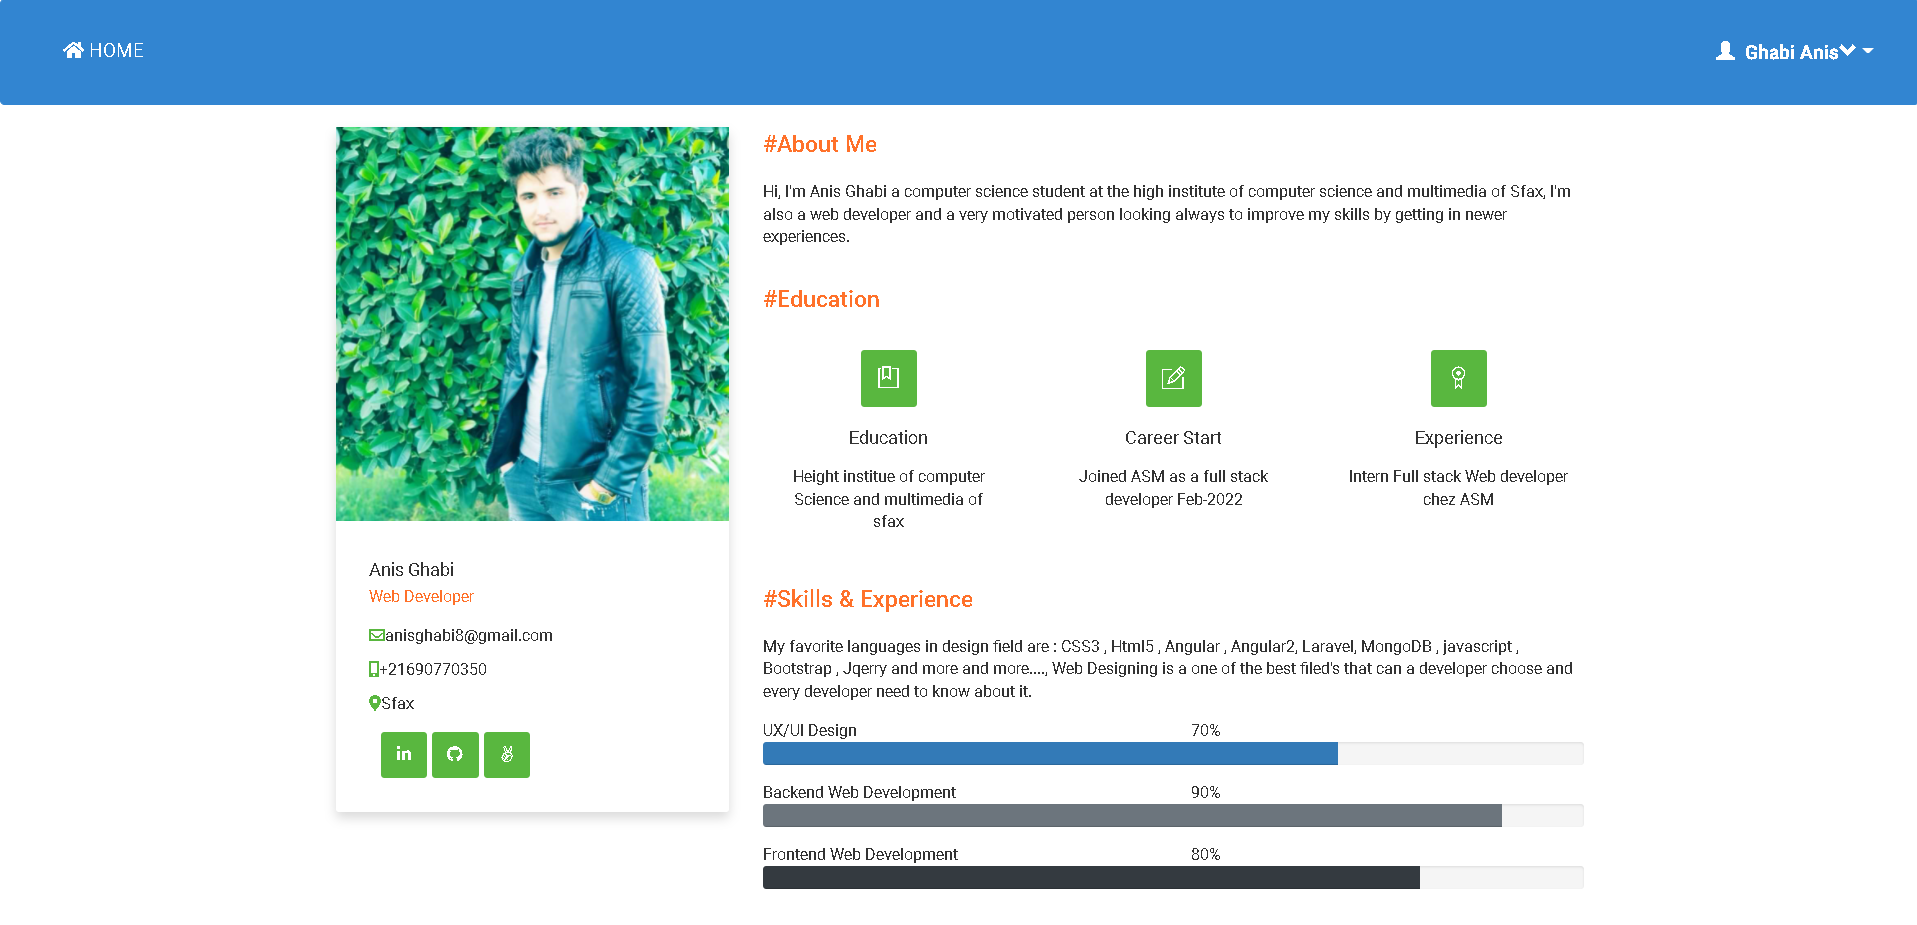 HOME
Ghabi Anis
#About Me
Hi, I'm Anis Ghabi a computer science student at the high institute of computer science and multimedia of Sfax, I'm
also a web developer and a very motivated person looking always to improve my skills by getting in newer
experiences.
#Education
Education
Height institue of computer
Science and multimedia of
sfax
Career Start
Joined ASM as a full stack
developer Feb-2022
Experience
Intern Full stack Web developer
chez ASM
Anis Ghabi
Web Developer
anisghabi8@gmail.com
+21690770350
Sfax
in
#Skills & Experience
My favorite languages in design field are : CSS3 , Html5 , Angular , Angular2, Laravel, MongoDB , javascript ,
Bootstrap , Jqerry and more and more...., Web Designing is a one of the best filed's that can a developer choose and
every developer need to know about it.
UX/UI Design 70%
Backend Web Development 90%
Frontend Web Development 80%